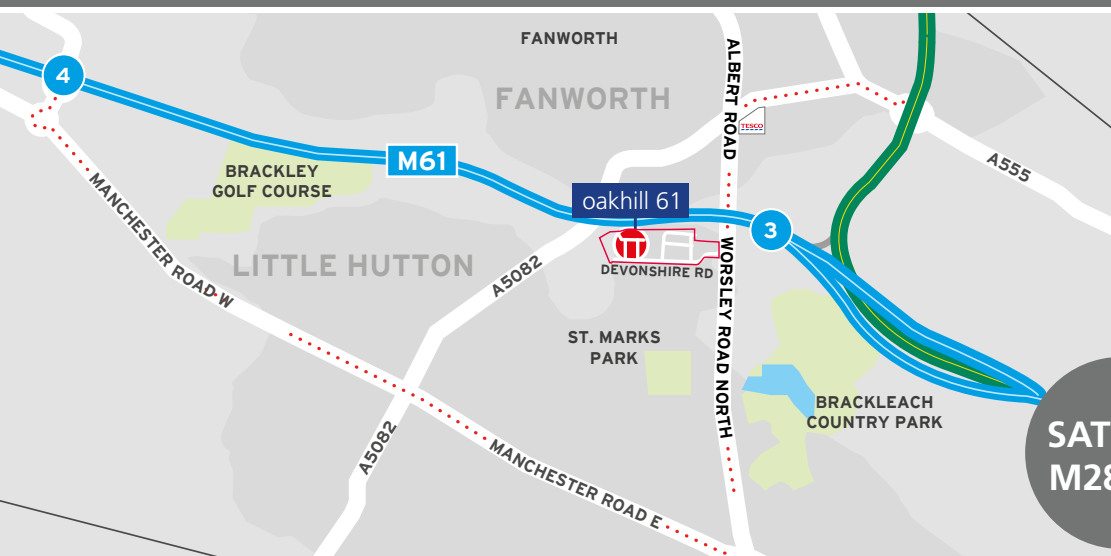 FANWORTH
FANWORTH
ALBERT ROAD
4
TESCO
M61
A555
BRACKLEY
GOLF COURSE
MANCHESTER ROAD W
oakhill 61
3
LITTLE HUTTON
A5082
DEVONSHIRE RD
WORSLEY ROAD NORTH
ST. MARKS
PARK
BRACKLEACH
COUNTRY PARK
A5082
MANCHESTER ROAD E
SAT
M28